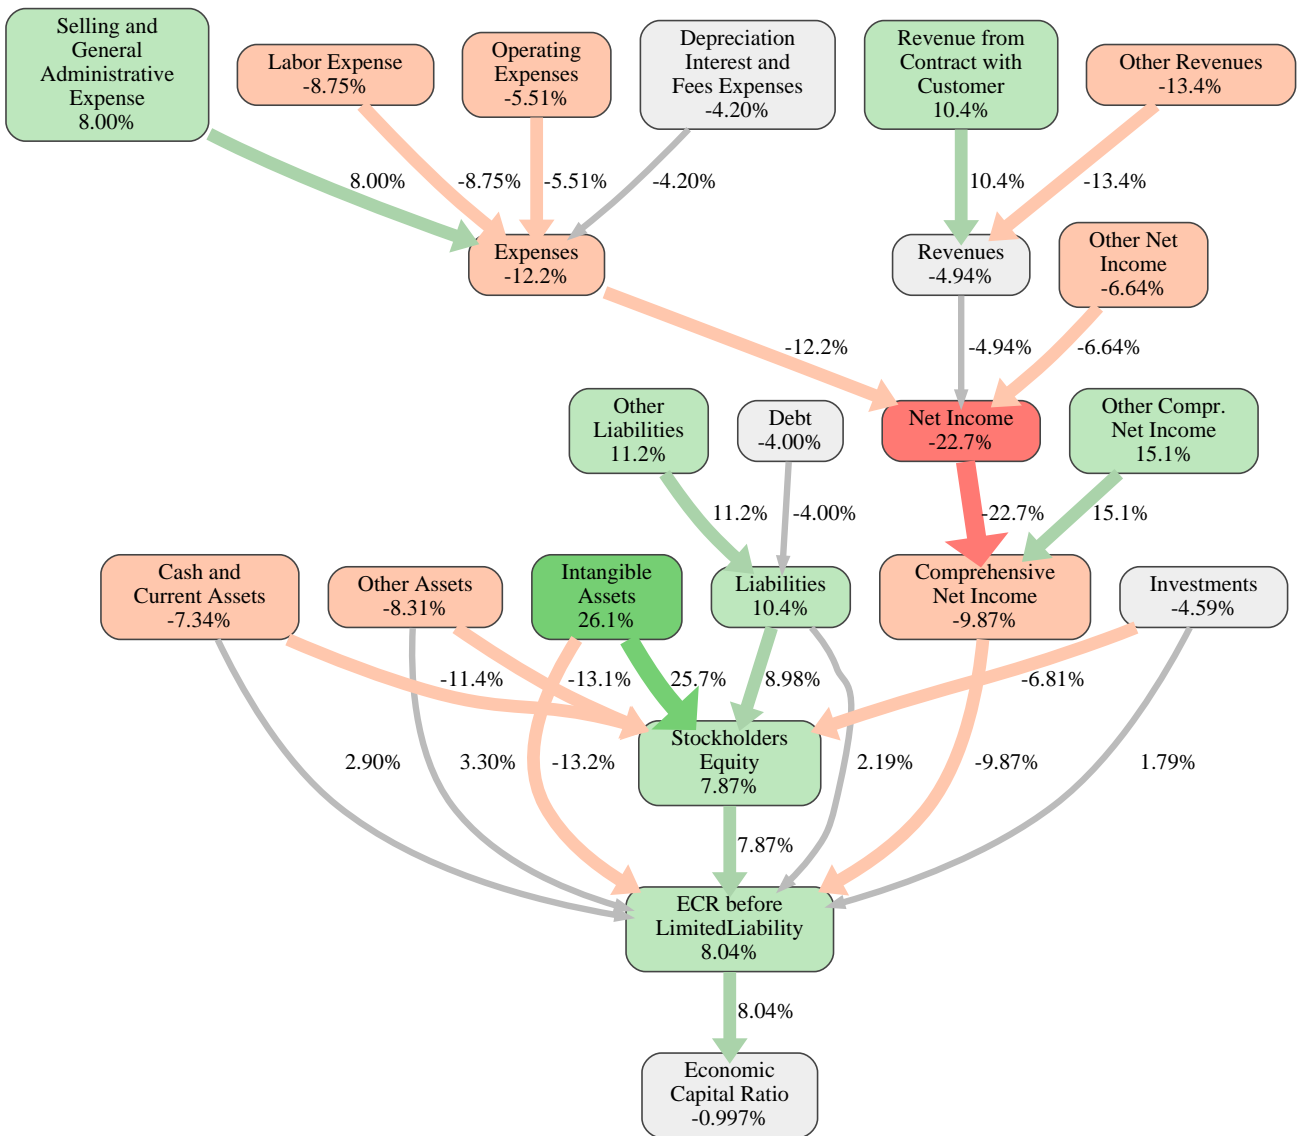 Selling and
General
Administrative
Expense
8.00%
Labor Expense
-8.75%
Operating
Expenses
-5.51%
Depreciation
Interest and
Fees Expenses
-4.20%
Revenue from
Contract with
Customer
10.4%
Other Revenues
-13.4%
8.00%
-8.75%
-5.51%
-4.20%
10.4%
-13.4%
Expenses
-12.2%
Revenues
-4.94%
Other Net
Income
-6.64%
-12.2%
-4.94%
-6.64%
Other
Liabilities
11.2%
Debt
-4.00%
Net Income
-22.7%
Other Compr.
Net Income
15.1%
11.2%
-4.00%
-22.7%
15.1%
Cash and
Current Assets
-7.34%
Other Assets
-8.31%
Intangible
Assets
26.1%
Liabilities
10.4%
Comprehensive
Net Income
-9.87%
Investments
-4.59%
-11.4%
-13.1%
25.7%
8.98%
-6.81%
Stockholders
Equity
7.87%
2.90%
3.30%
-13.2%
2.19%
-9.87%
1.79%
7.87%
ECR before
LimitedLiability
8.04%
8.04%
Economic
Capital Ratio
-0.997%